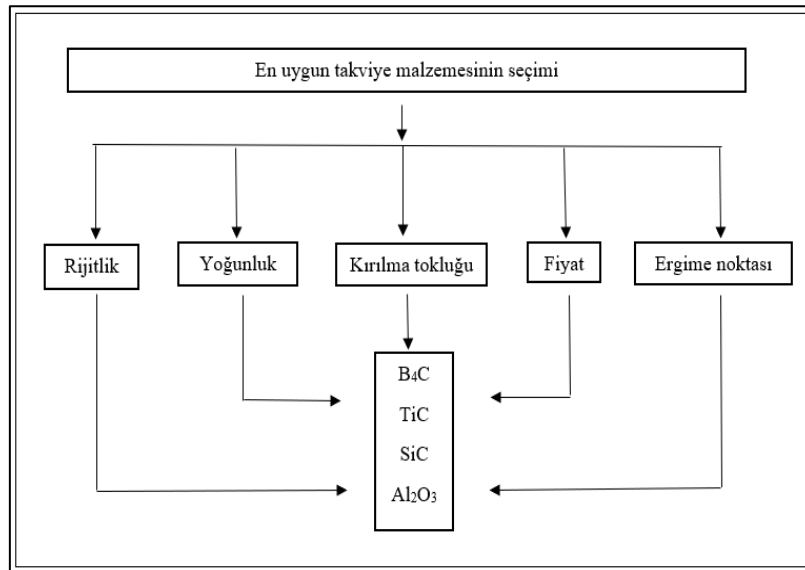 En uygun takviye malzemesinin seçimi
Rijitlik
Yoğunluk
Kırılma tokluğu
Fiyat
Ergime noktası
B₄C
TiC
SiC
Al₂O₃